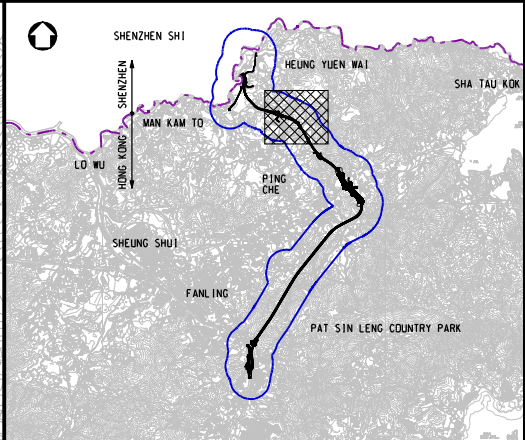 SHENZHEN SHI
HEUNG YUEN WAI
SHENZHEN
SHA TAU KOK
MAN KAM TO
HONG KONG
LO WU
PING
CHE
SHEUNG SHUI
FANLING
PAT SIN LENG COUNTRY PARK